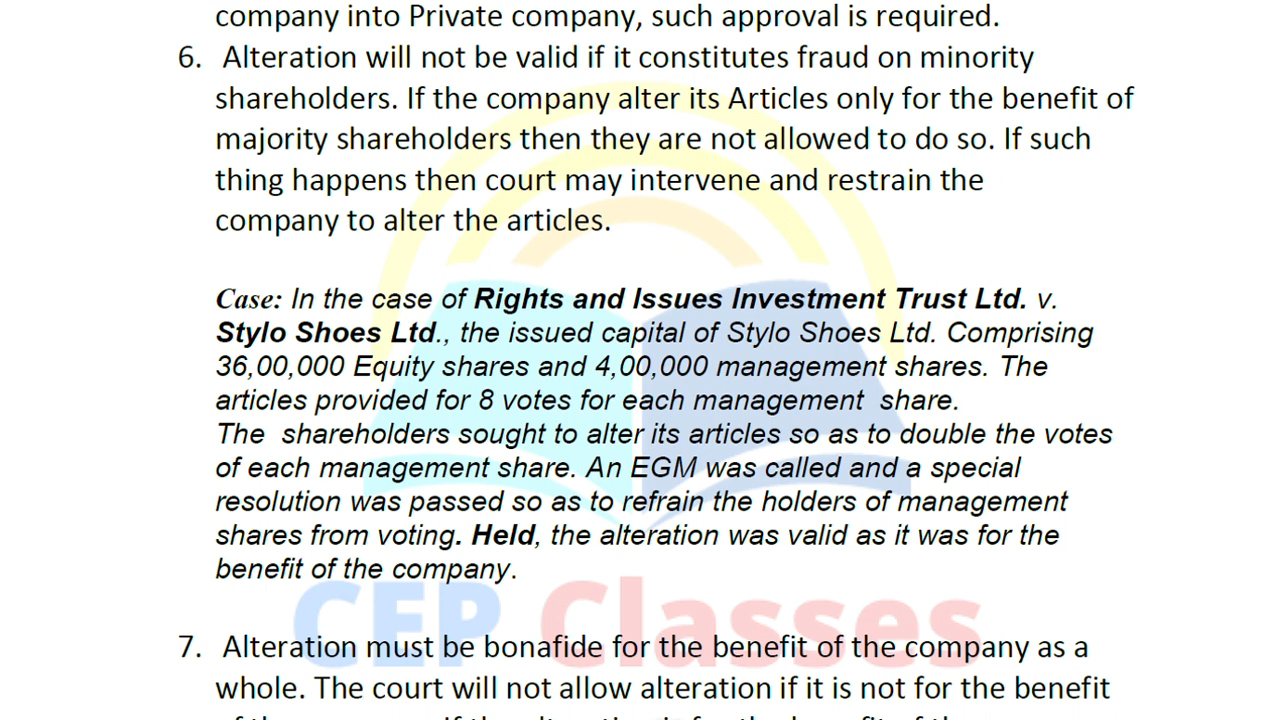 company into Private company, such approval is required.
6. Alteration will not be valid if it constitutes fraud on minority
shareholders. If the company alter its Articles only for the benefit of
majority shareholders then they are not allowed to do so. If such
thing happens then court may intervene and restrain the
company to alter the articles.
Case: In the case of Rights and Issues Investment Trust Ltd. v.
Stylo Shoes Ltd., the issued capital of Stylo Shoes Ltd. Comprising
36,00,000 Equity shares and 4,00,000 management shares. The
articles provided for 8 votes for each management share.
The shareholders sought to alter its articles so as to double the votes
of each management share. An EGM was called and a special
resolution was passed so as to refrain the holders of management
shares from voting. Held, the alteration was valid as it was for the
benefit of the company.
CEP Classes
7. Alteration must be bonafide for the benefit of the company as a
whole. The court will not allow alteration if it is not for the benefit